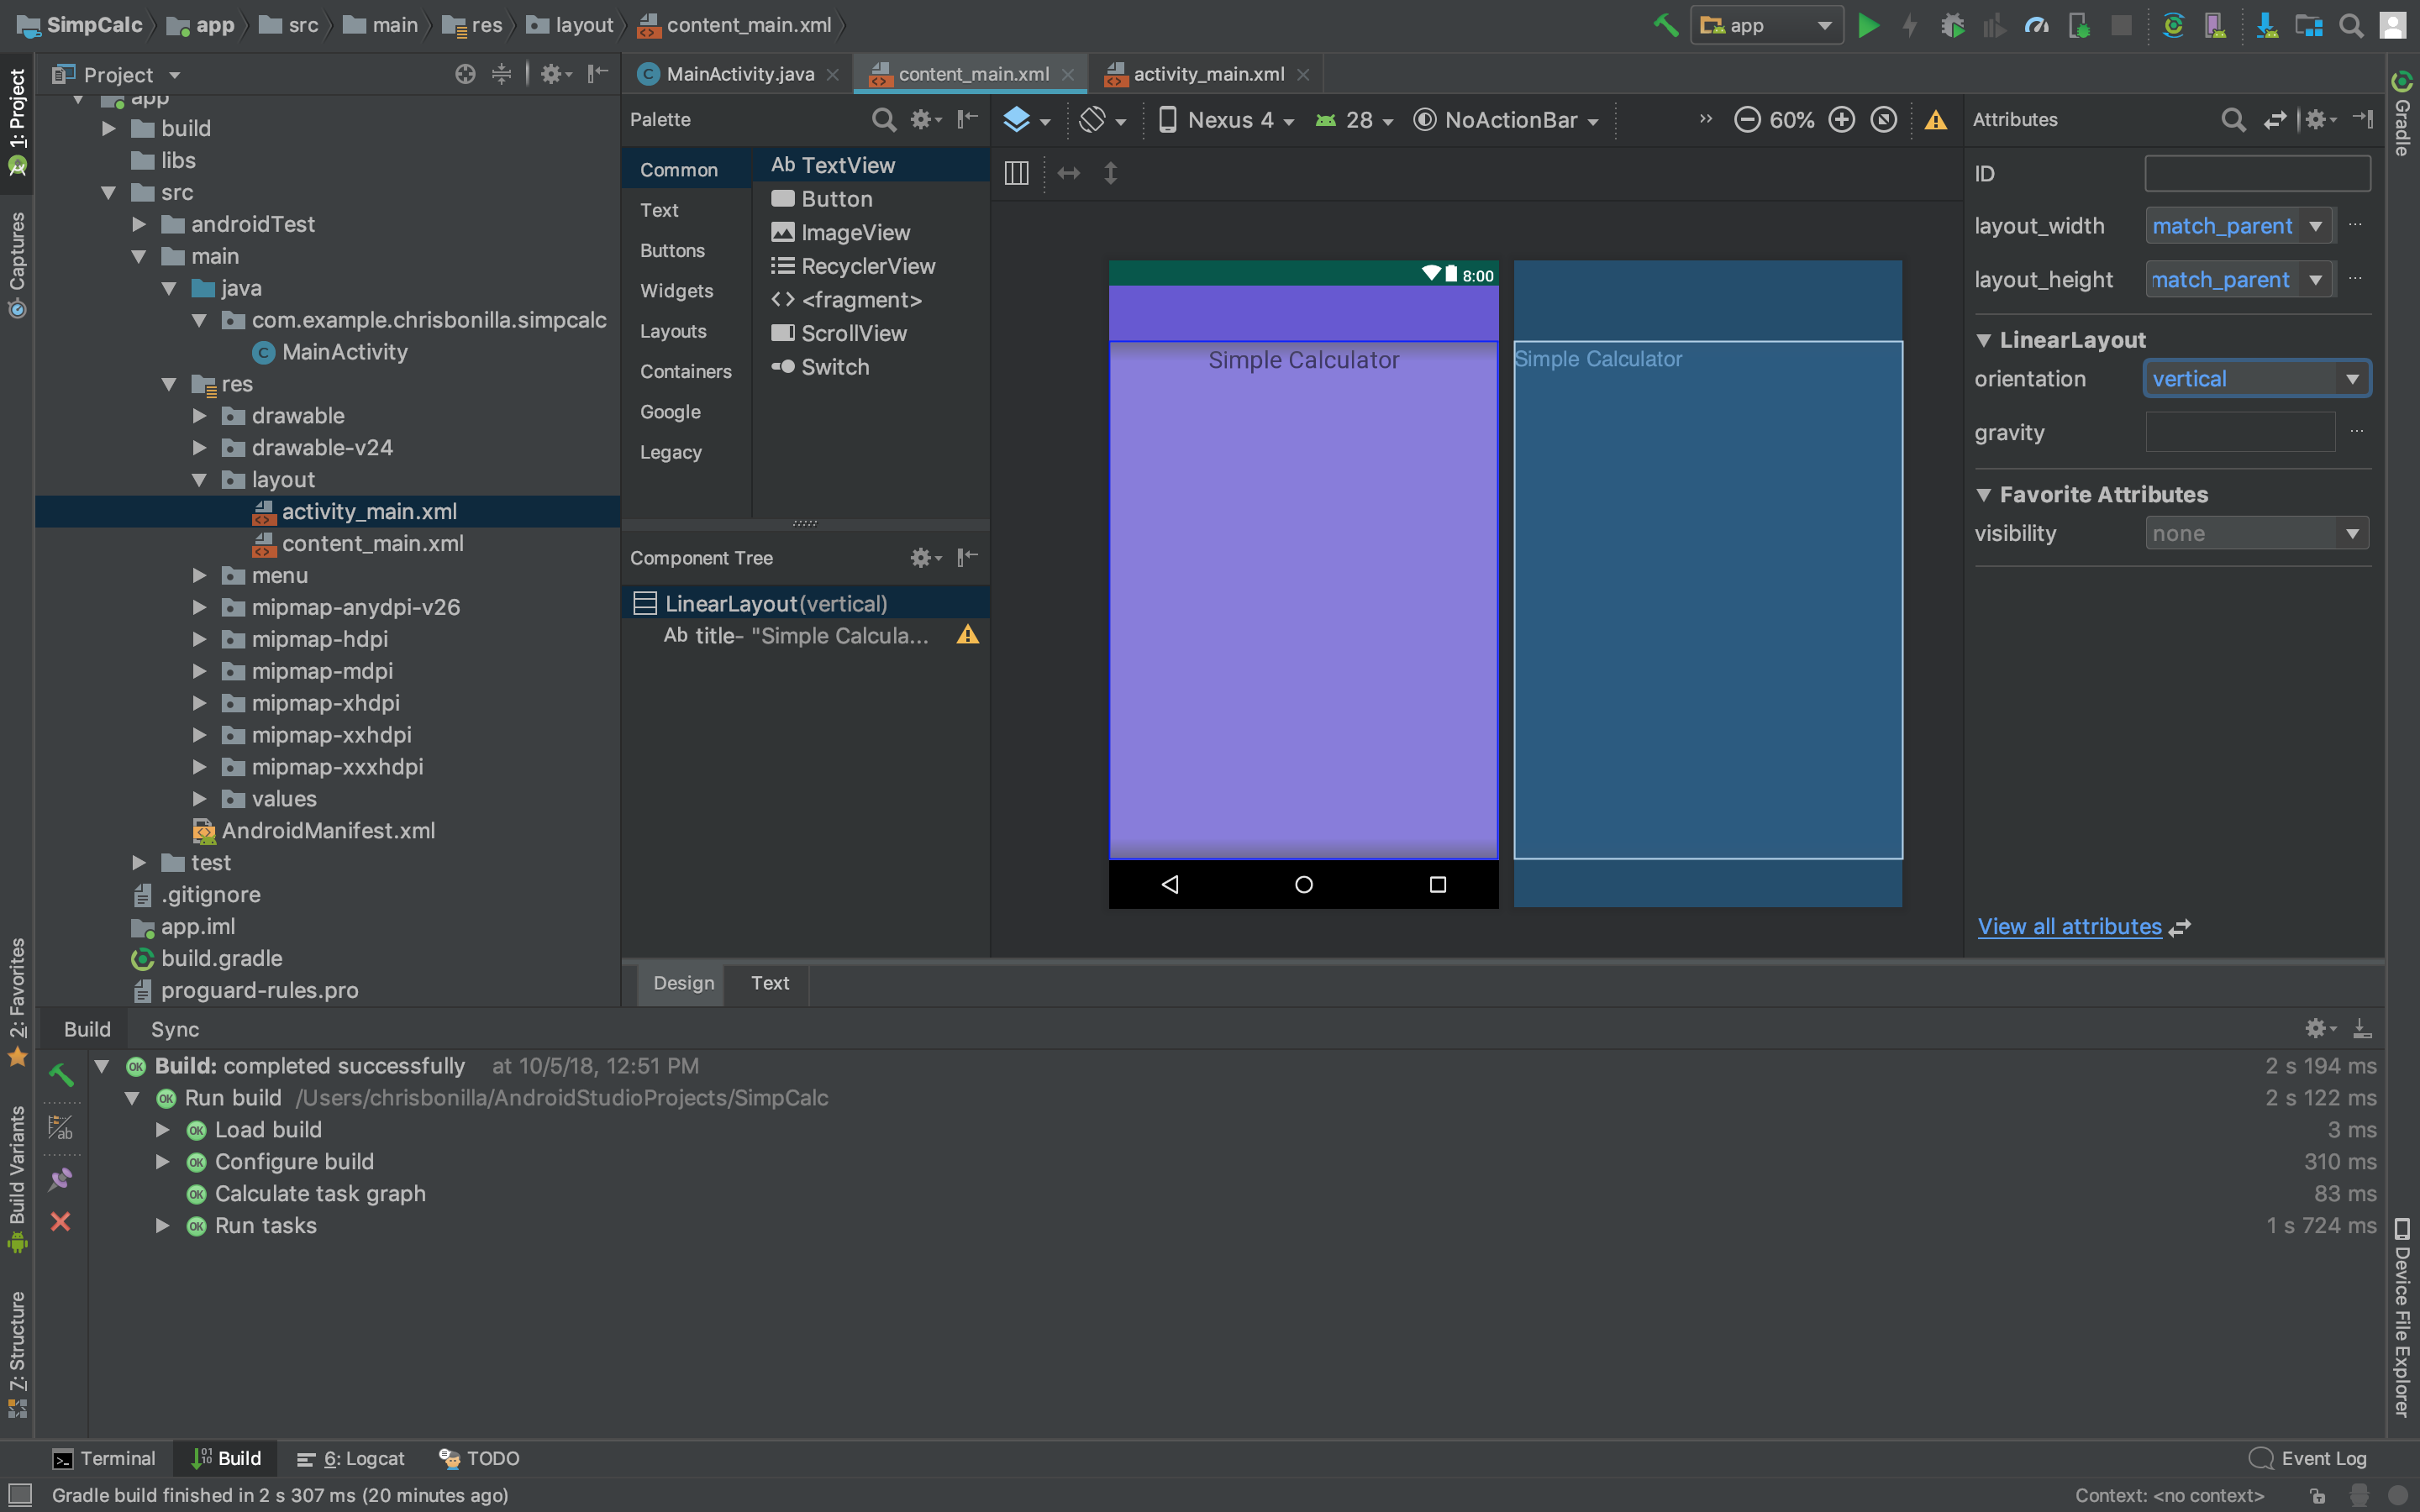 SimpCalc app src main res layout content_main.xml app
Project
MainActivity.java content_main.xml activity_main.xml
1: Project
Captures
2: Favorites
Build Variants
7: Structure
app
build
libs
src
androidTest
main
java
com.example.chrisbonilla.simpcalc
MainActivity
res
drawable
drawable-v24
layout
activity_main.xml
content_main.xml
menu
mipmap-anydpi-v26
mipmap-hdpi
mipmap-mdpi
mipmap-xhdpi
mipmap-xxhdpi
mipmap-xxxhdpi
values
AndroidManifest.xml
test
.gitignore
app.iml
build.gradle
proguard-rules.pro
Palette
Common
Text
Buttons
Widgets
Layouts
Containers
Google
Legacy
Ab TextView
Button
ImageView
RecyclerView
<fragment>
ScrollView
Switch
Component Tree
LinearLayout(vertical)
Ab title- "Simple Calcula...
Nexus 4 28 NoActionBar » 60%
8:00
Simple Calculator
Simple Calculator
Attributes
ID
layout_width match_parent ...
layout_height match_parent ...
LinearLayout
orientation vertical
gravity ...
Favorite Attributes
visibility none
View all attributes
Gradle
Device File Explorer
Design Text
Build Sync
Build: completed successfully at 10/5/18, 12:51 PM 2 s 194 ms
Run build /Users/chrisbonilla/AndroidStudioProjects/SimpCalc 2 s 122 ms
Load build 3 ms
Configure build 310 ms
Calculate task graph 83 ms
Run tasks 1 s 724 ms
Terminal Build 6: Logcat TODO Event Log
Gradle build finished in 2 s 307 ms (20 minutes ago) Context: <no context>